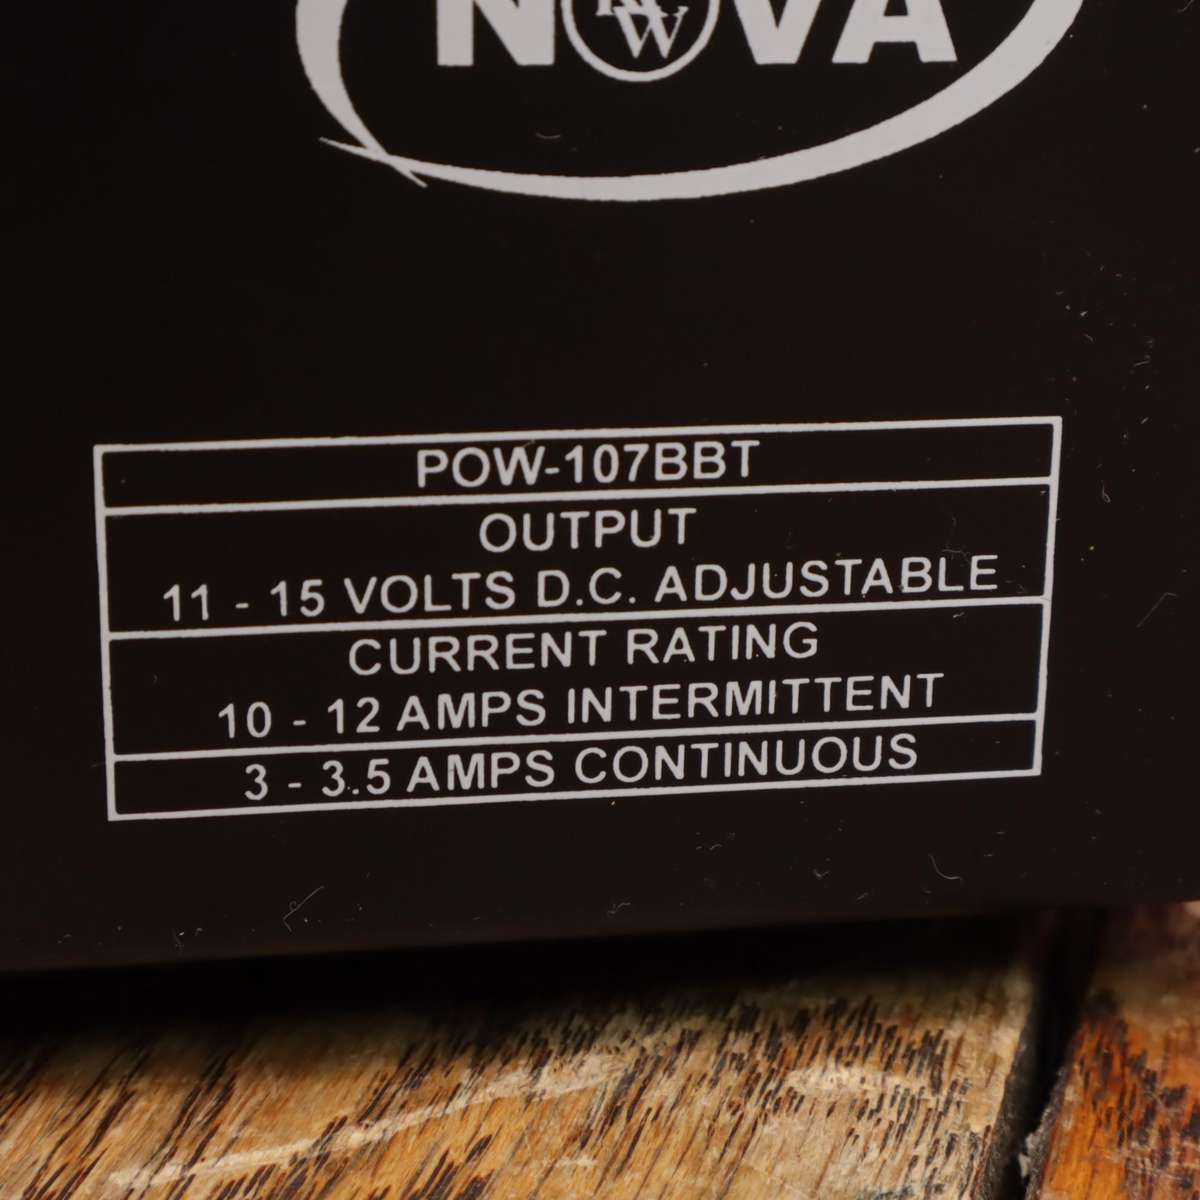 NOVA
POW-107BBT
OUTPUT
11 - 15 VOLTS D.C. ADJUSTABLE
CURRENT RATING
10 - 12 AMPS INTERMITTENT
3 - 3.5 AMPS CONTINUOUS